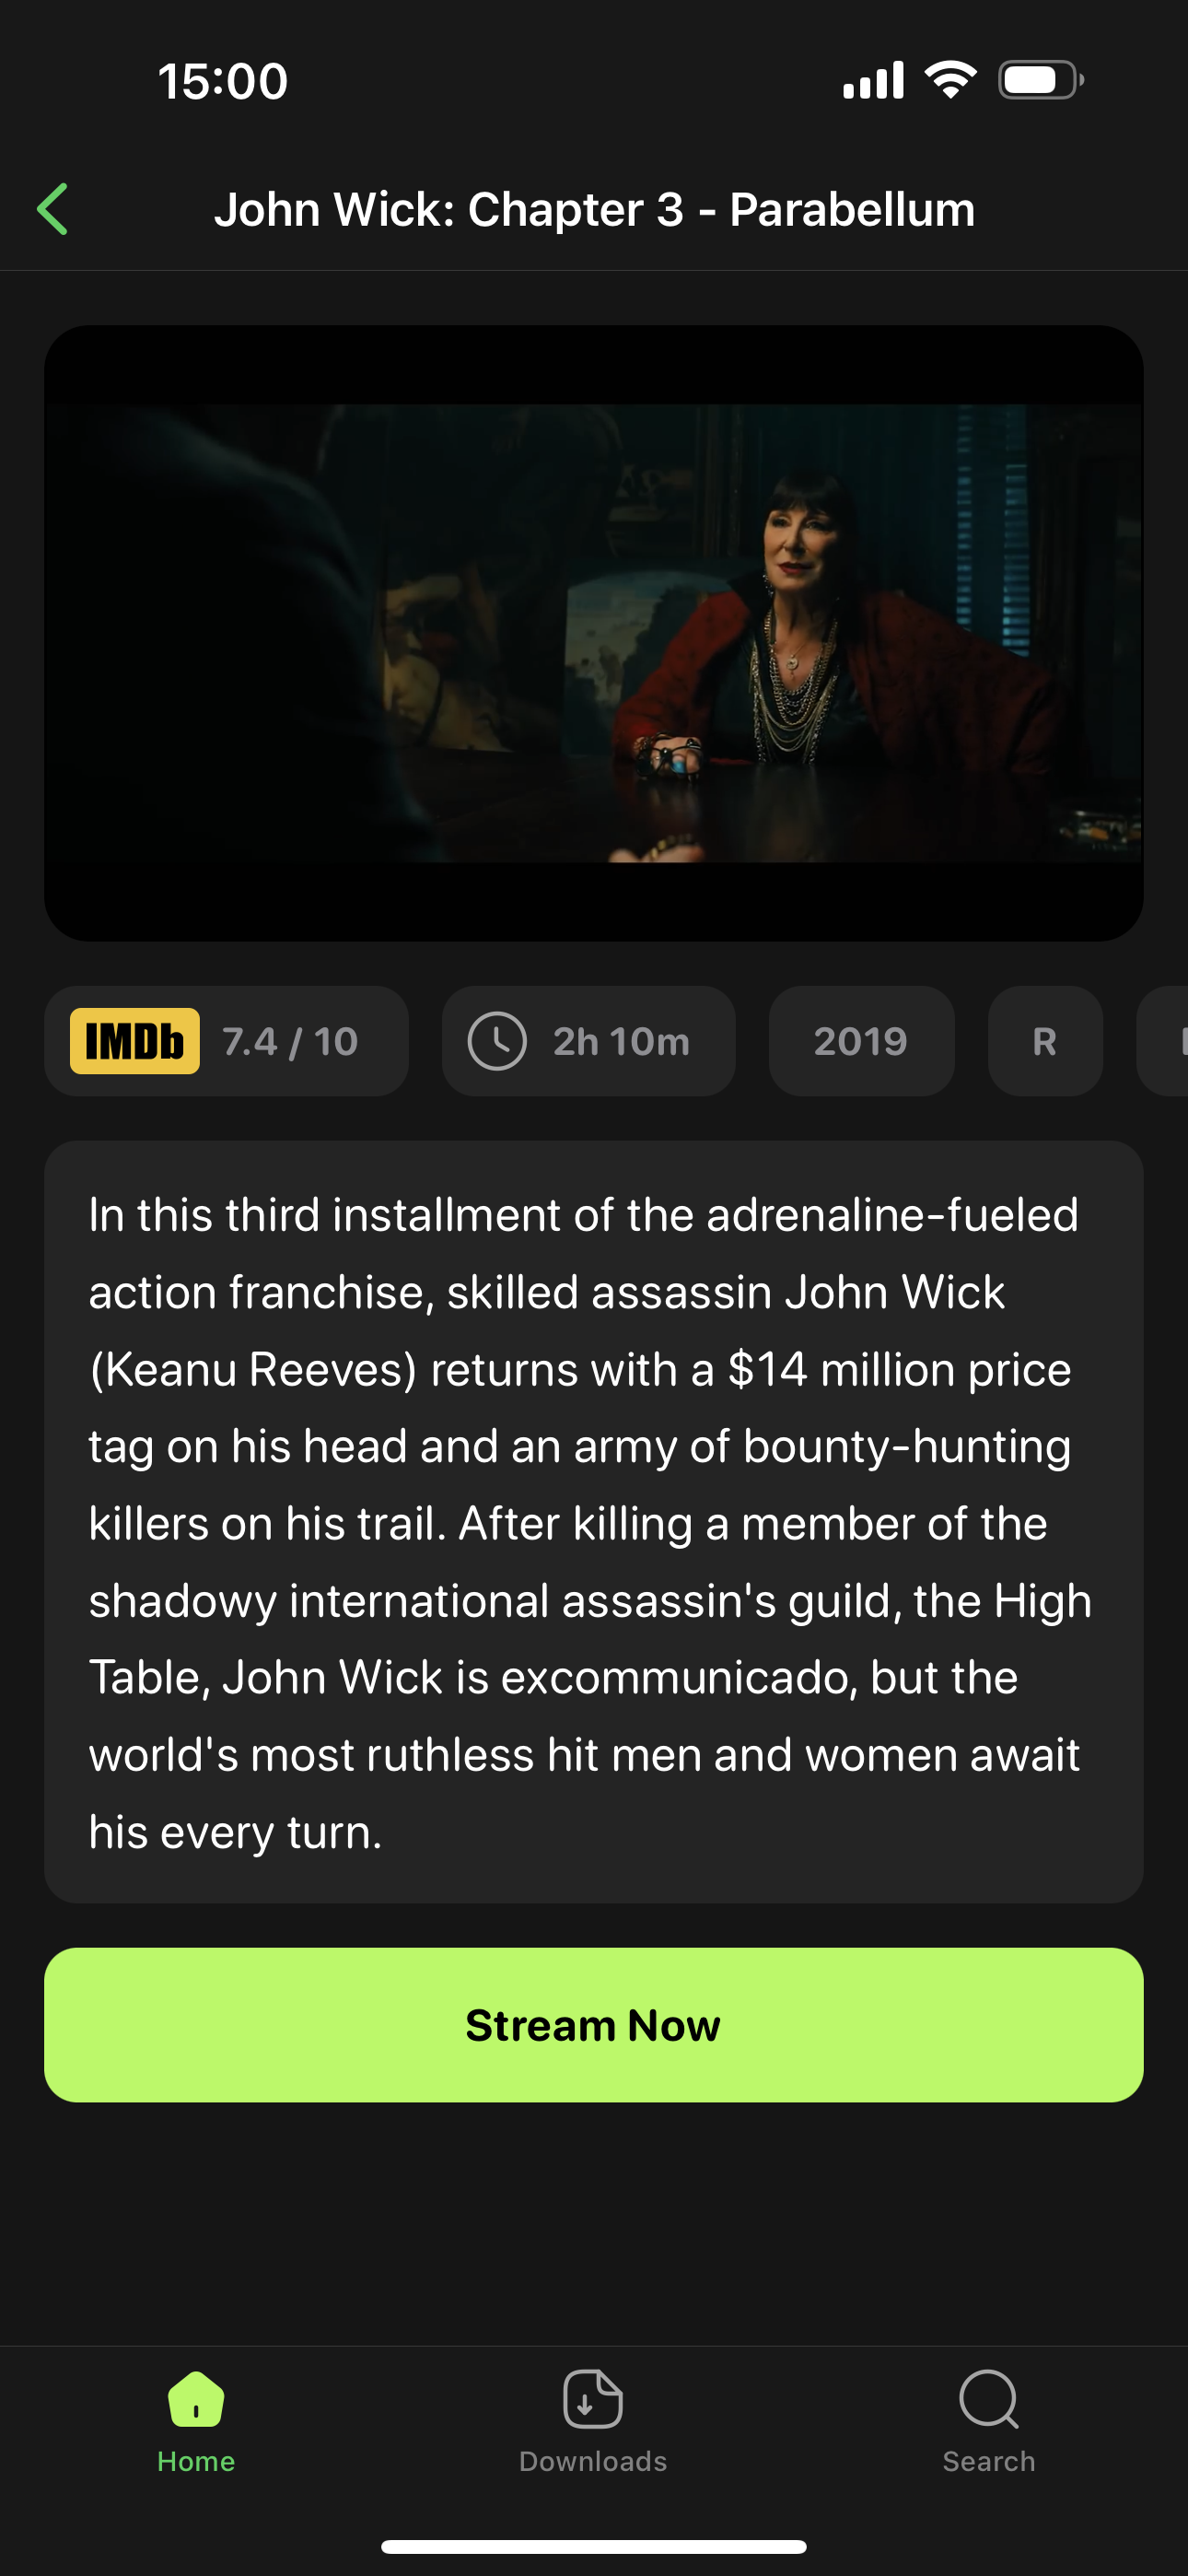 15:00
John Wick: Chapter 3 - Parabellum
IMDb 7.4 / 10 2h 10m 2019 R
In this third installment of the adrenaline-fueled
action franchise, skilled assassin John Wick
(Keanu Reeves) returns with a $14 million price
tag on his head and an army of bounty-hunting
killers on his trail. After killing a member of the
shadowy international assassin's guild, the High
Table, John Wick is excommunicado, but the
world's most ruthless hit men and women await
his every turn.
Stream Now
Home Downloads Search